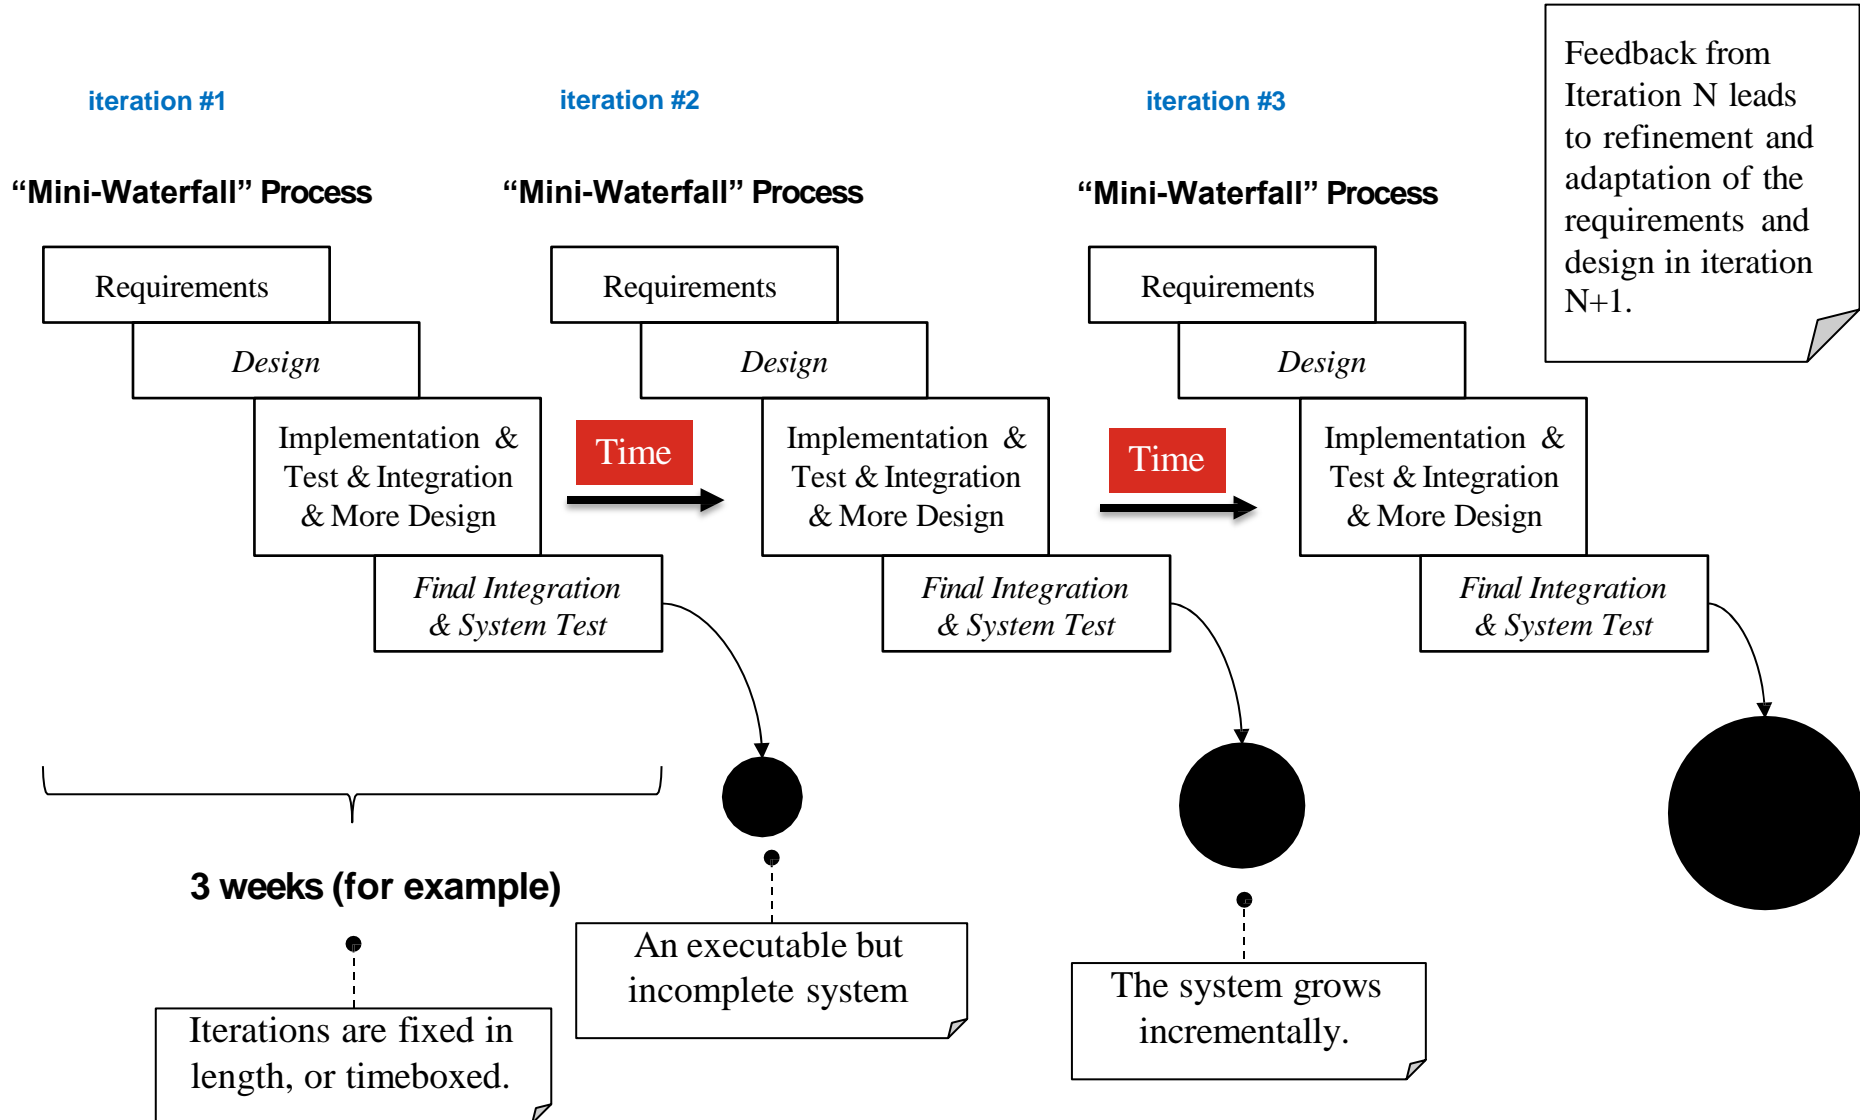 iteration #1
iteration #2
iteration #3
“Mini-Waterfall” Process
“Mini-Waterfall” Process
“Mini-Waterfall” Process
Feedback from
Iteration N leads
to refinement and
adaptation of the
requirements and
design in iteration
N+1.
Requirements
Design
Implementation &
Test & Integration
& More Design
Final Integration
& System Test
Time
Requirements
Design
Implementation &
Test & Integration
& More Design
Final Integration
& System Test
Time
Requirements
Design
Implementation &
Test & Integration
& More Design
Final Integration
& System Test
3 weeks (for example)
Iterations are fixed in
length, or timeboxed.
An executable but
incomplete system
The system grows
incrementally.